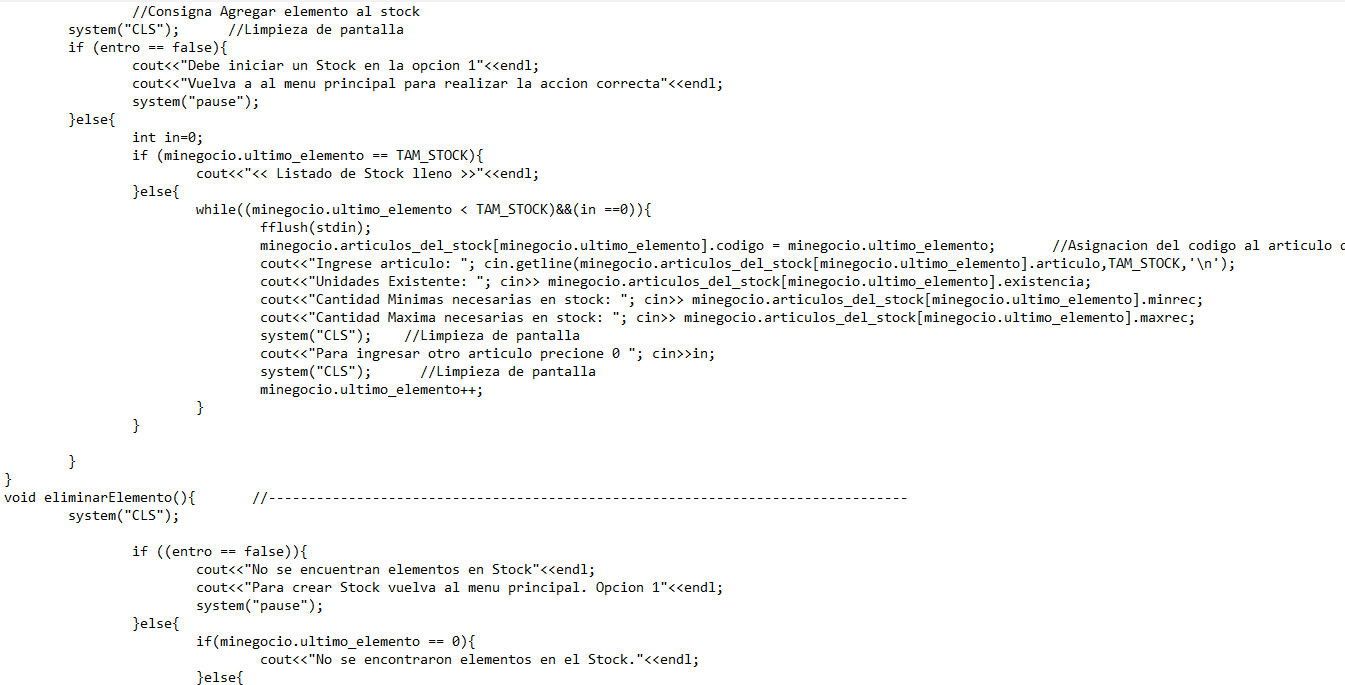 //Consigna Agregar elemento al stock
system("CLS");      //Limpieza de pantalla
if (entro == false){
cout<<"Debe iniciar un Stock en la opcion 1"<<endl;
cout<<"Vuelva a al menu principal para realizar la accion correcta"<<endl;
system("pause");
}else{
int in=0;
if (minegocio.ultimo_elemento == TAM_STOCK){
cout<<"<< Listado de Stock lleno >>"<<endl;
}else{
while((minegocio.ultimo_elemento < TAM_STOCK)&&(in ==0)){
fflush(stdin);
minegocio.articulos_del_stock[minegocio.ultimo_elemento].codigo = minegocio.ultimo_elemento;       //Asignacion del codigo al articulo
cout<<"Ingrese articulo: "; cin.getline(minegocio.articulos_del_stock[minegocio.ultimo_elemento].articulo,TAM_STOCK,'\n');
cout<<"Unidades Existente: "; cin>> minegocio.articulos_del_stock[minegocio.ultimo_elemento].existencia;
cout<<"Cantidad Minimas necesarias en stock: "; cin>> minegocio.articulos_del_stock[minegocio.ultimo_elemento].minrec;
cout<<"Cantidad Maxima necesarias en stock: "; cin>> minegocio.articulos_del_stock[minegocio.ultimo_elemento].maxrec;
system("CLS");    //Limpieza de pantalla
cout<<"Para ingresar otro articulo precione 0 "; cin>>in;
system("CLS");      //Limpieza de pantalla
minegocio.ultimo_elemento++;
}
}
}
}
void eliminarElemento(){       //--------------------------------------------------------------------------------
system("CLS");
if ((entro == false)){
cout<<"No se encuentran elementos en Stock"<<endl;
cout<<"Para crear Stock vuelva al menu principal. Opcion 1"<<endl;
system("pause");
}else{
if(minegocio.ultimo_elemento == 0){
cout<<"No se encontraron elementos en el Stock."<<endl;
}else{